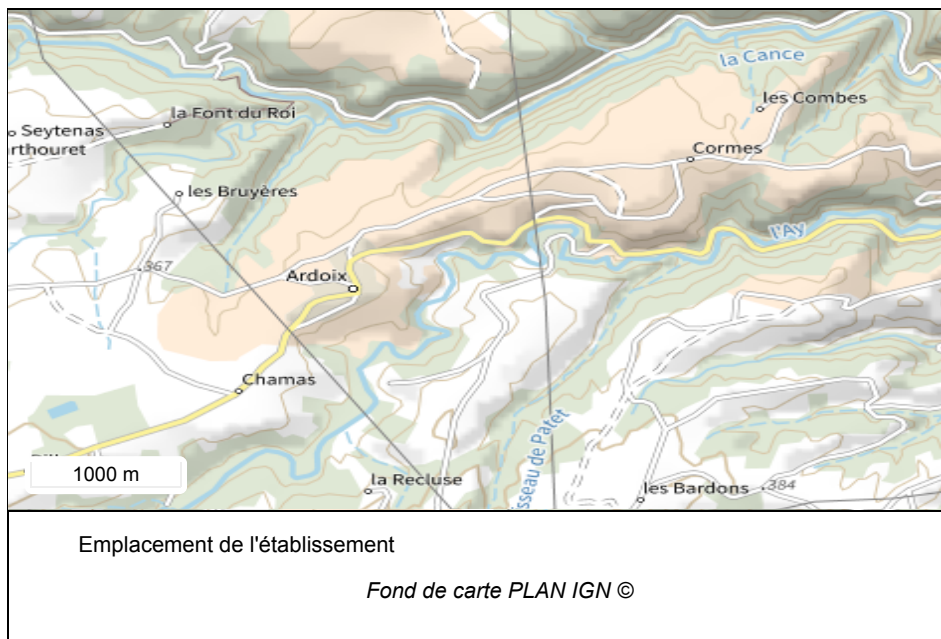 la Cance
les Combes
la Font du Roi
Seytenas
rthouret
Cormes
les Bruyères
l'Ay
367
Ardoix
Chamas
isseau de Patet
1000 m
la Recluse
les Bardons
384
Emplacement de l'établissement
Fond de carte PLAN IGN ©